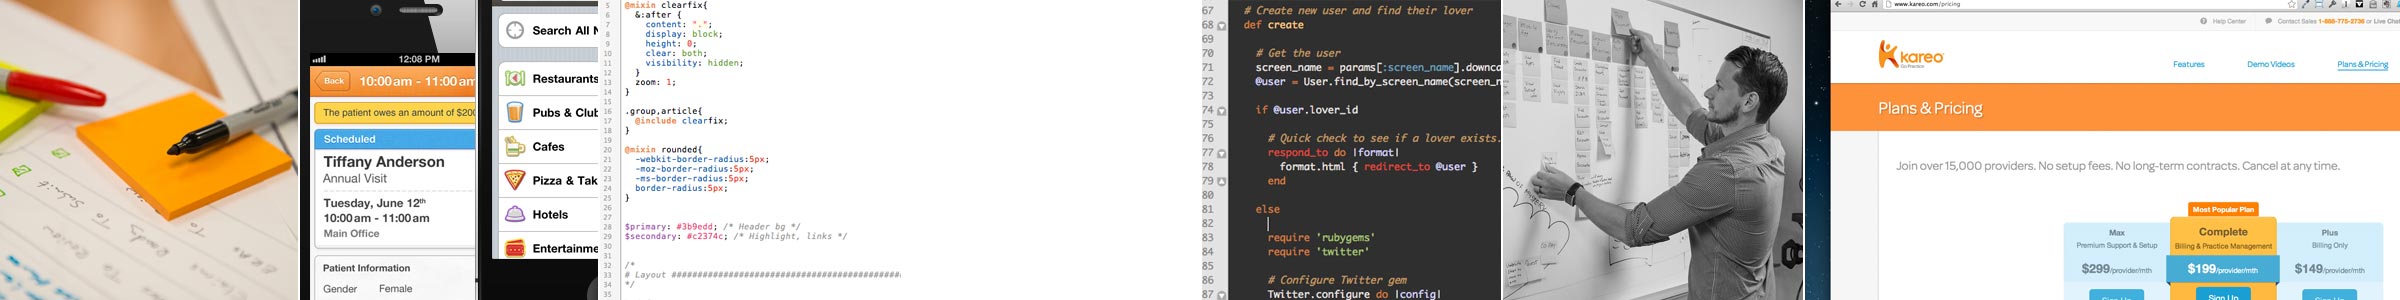 12:08 PM
Back
10:00am - 11:00am
The patient owes an amount of $200
Scheduled
Tiffany Anderson
Annual Visit
Tuesday, June 12th
10:00am - 11:00am
Main Office
Patient Information
Gender Female
Search All N
Restaurants
Pubs & Club
Cafes
Pizza & Tak
Hotels
Entertainme
5 @mixin clearfix{
6 &:after {
7 content: ".";
8 display: block;
9 height: 0;
10 clear: both;
11 visibility: hidden;
12 }
13 zoom: 1;
14 }
15
16 .group,article{
17 @include clearfix;
18 }
19
20 @mixin rounded{
21 -webkit-border-radius:5px;
22 -moz-border-radius:5px;
23 -ms-border-radius:5px;
24 border-radius:5px;
25 }
26
27
28 $primary: #3b9edd; /* Header bg */
29 $secondary: #c2374c; /* Highlight, links */
30
31
32 /*
33 # Layout ############################################
34 */
35
67 # Create new user and find their lover
68 def create
69
70 # Get the user
71 screen_name = params[:screen_name].downca
72 @user = User.find_by_screen_name(screen_n
73
74 if @user.lover_id
75
76 # Quick check to see if a lover exists.
77 respond_to do |format|
78 format.html { redirect_to @user }
79 end
80
81 else
82
83 require 'rubygems'
84 require 'twitter'
85
86 # Configure Twitter gem
87 Twitter.configure do |config|
www.kareo.com/pricing
Help Center Contact Sales 1-888-775-2736 or Live Cha
kareo
Go Practice
Features Demo Videos Plans & Pricing
Plans & Pricing
Join over 15,000 providers. No setup fees. No long-term contracts. Cancel at any time.
Most Popular Plan
Max
Premium Support & Setup
$299/provider/mth
Sign Up
Complete
Billing & Practice Management
$199/provider/mth
Sign Up
Plus
Billing Only
$149/provider/mth
Sign Up